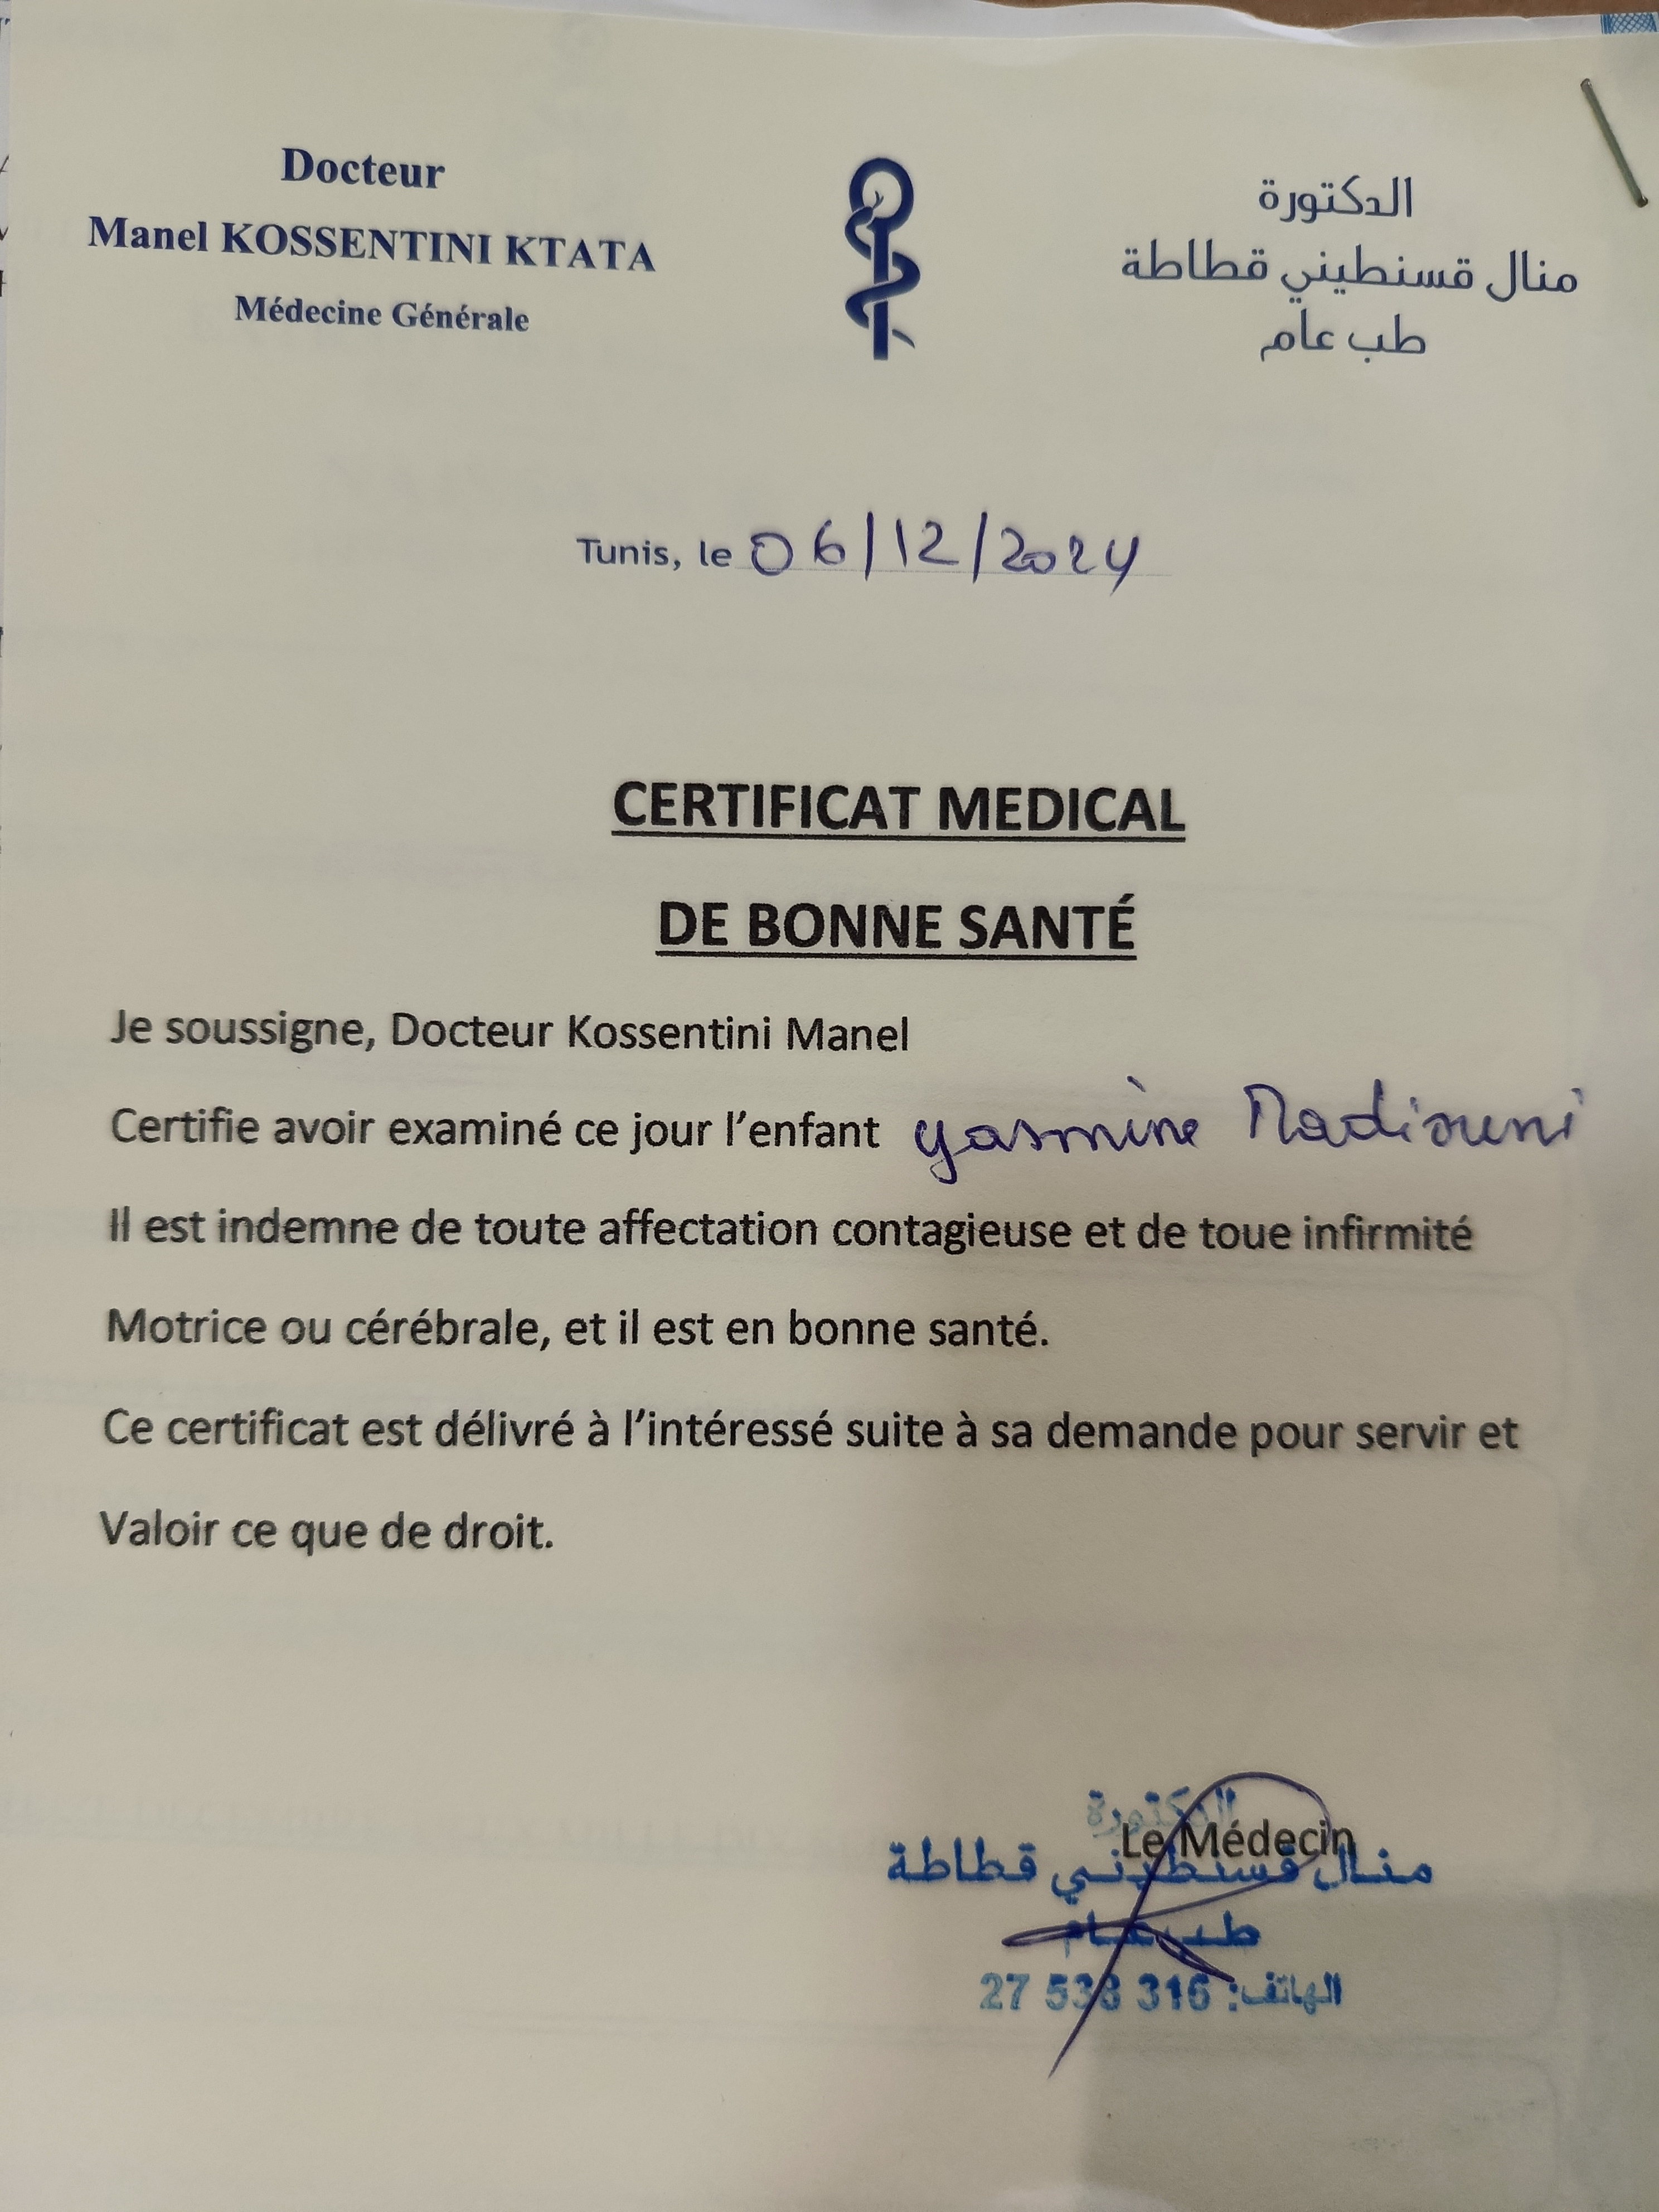 Docteur
Manel KOSSENTINI KTATA
Médecine Générale
الدكتورة
منال قسنطيني قطاطة
طب عام
Tunis, le 06/12/2024
CERTIFICAT MEDICAL
DE BONNE SANTÉ
Je soussigne, Docteur Kossentini Manel
Certifie avoir examiné ce jour l'enfant yasmine Madiouni
Il est indemne de toute affectation contagieuse et de toue infirmité
Motrice ou cérébrale, et il est en bonne santé.
Ce certificat est délivré à l'intéressé suite à sa demande pour servir et
Valoir ce que de droit.
الدكتورة
Le Médecin
منال قسنطيني قطاطة
طب عام
الهاتف: 316 538 27